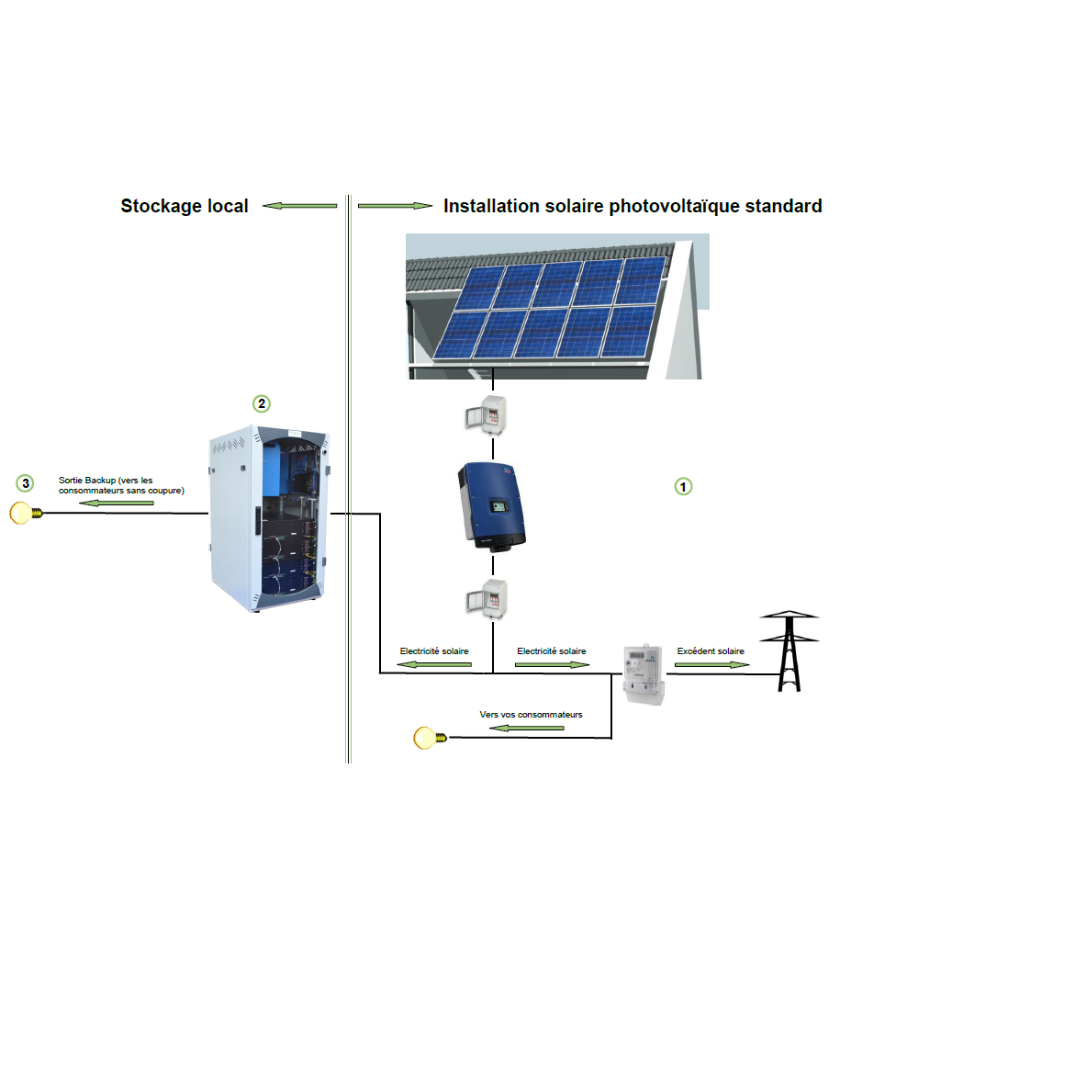 Stockage local
Installation solaire photovoltaïque standard
2
3
Sortie Backup (vers les
consommateurs sans coupure)
1
Electricité solaire
Electricité solaire
Excédent solaire
Vers vos consommateurs